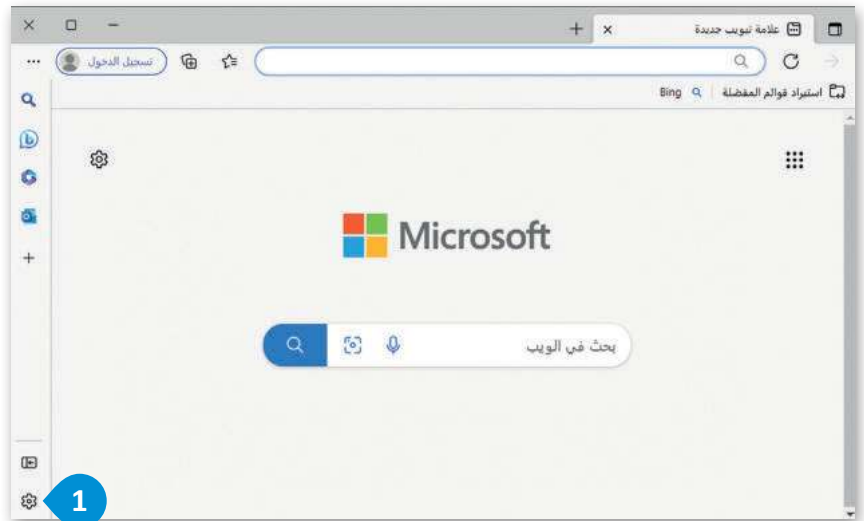 علامة تبويب جديدة
تسجيل الدخول
استيراد قوائم المفضلة Bing
Microsoft
بحث في الويب
1